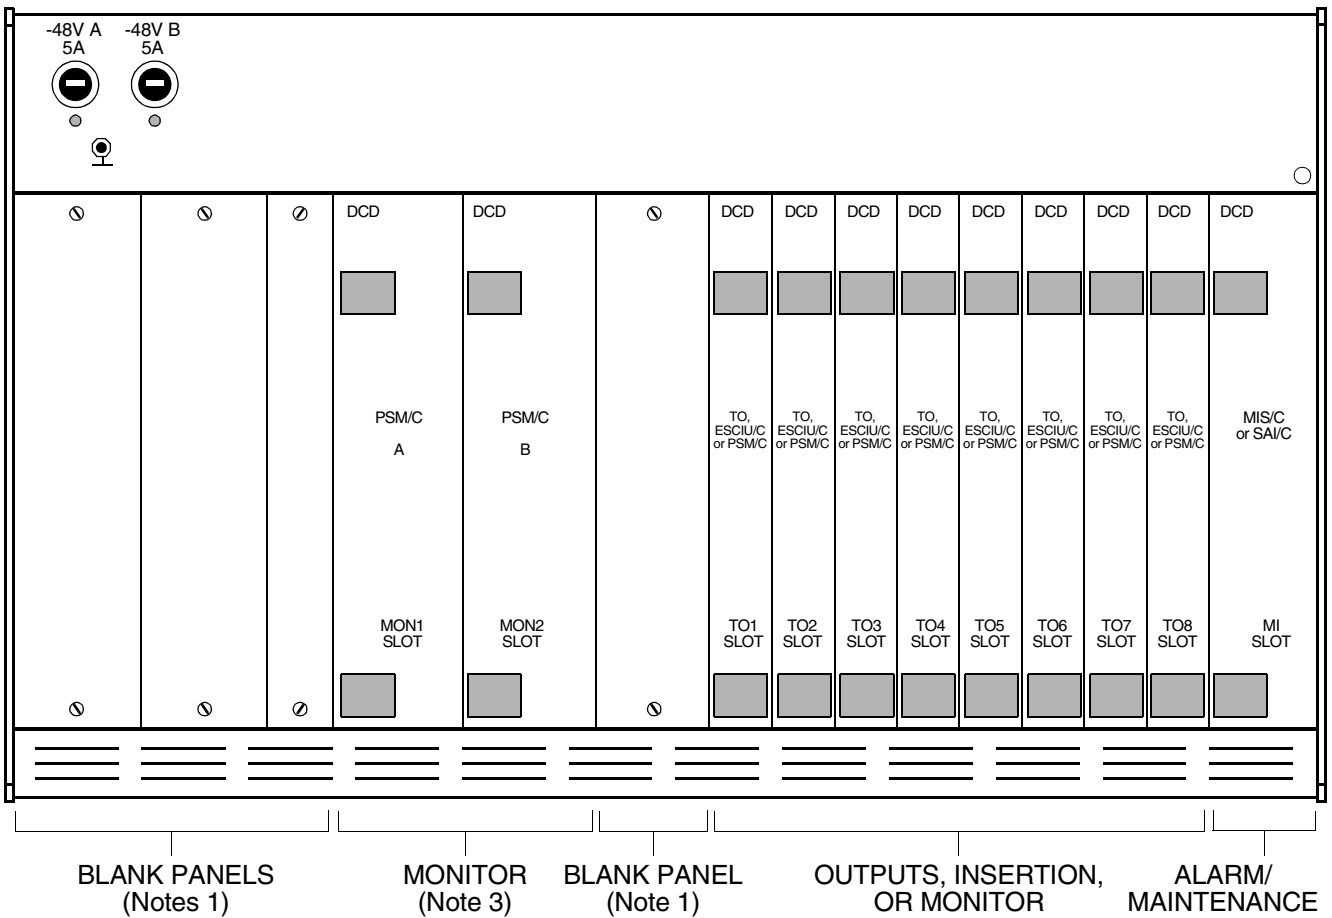 -48V A -48V B
5A 5A
DCD DCD DCD DCD DCD DCD DCD DCD DCD DCD DCD
PSM/C
A
PSM/C
B
TO,
ESCIU/C
or PSM/C
TO,
ESCIU/C
or PSM/C
TO,
ESCIU/C
or PSM/C
TO,
ESCIU/C
or PSM/C
TO,
ESCIU/C
or PSM/C
TO,
ESCIU/C
or PSM/C
TO,
ESCIU/C
or PSM/C
TO,
ESCIU/C
or PSM/C
MIS/C
or SAI/C
MON1
SLOT
MON2
SLOT
TO1
SLOT
TO2
SLOT
TO3
SLOT
TO4
SLOT
TO5
SLOT
TO6
SLOT
TO7
SLOT
TO8
SLOT
MI
SLOT
BLANK PANELS
(Notes 1)
MONITOR
(Note 3)
BLANK PANEL
(Note 1)
OUTPUTS, INSERTION,
OR MONITOR
ALARM/
MAINTENANCE